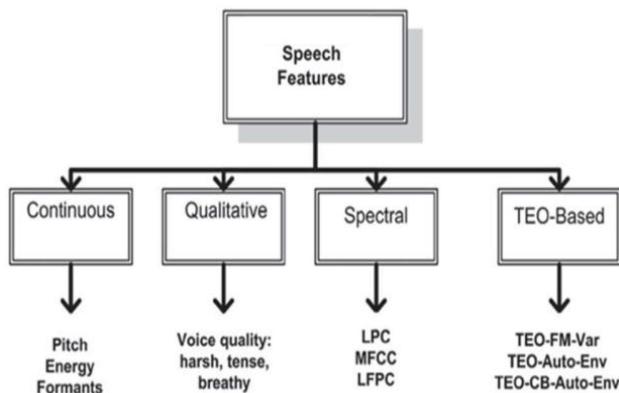 Speech
Features
Continuous
Qualitative
Spectral
TEO-Based
Pitch
Energy
Formants
Voice quality:
harsh, tense,
breathy
LPC
MFCC
LFPC
TEO-FM-Var
TEO-Auto-Env
TEO-CB-Auto-Env